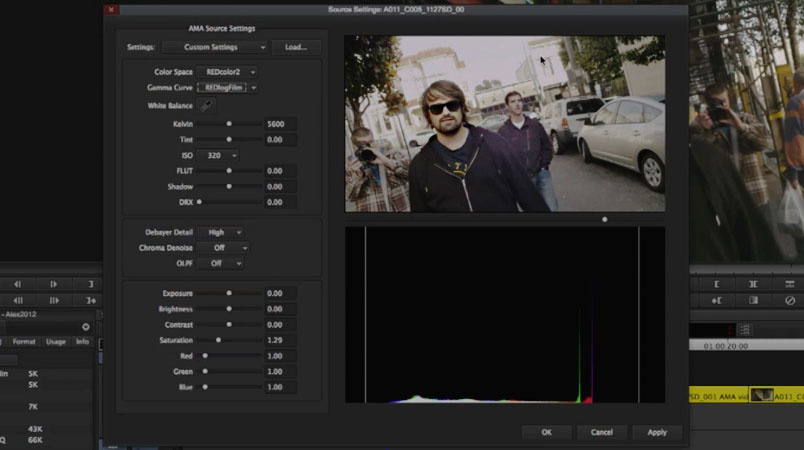 Source Settings: A011_C005_1127SD_00
AMA Source Settings
Settings: Custom Settings Load...
Color Space REDcolor2
Gamma Curve REDlogFilm
White Balance
Kelvin 5600
Tint 0.00
ISO 320
FLUT 0.00
Shadow 0.00
DRX 0.00
Debayer Detail High
Chroma Denoise Off
OLPF Off
Exposure 0.00
Brightness 0.00
Contrast 0.00
Saturation 1.29
Red 1.00
Green 1.00
Blue 1.00
OK Cancel Apply
- Alex2012
Format Usage Info
5K
5K
7K
43K
Q 66K
01:00:20:00
SD_001 AMA vid
A011_C0